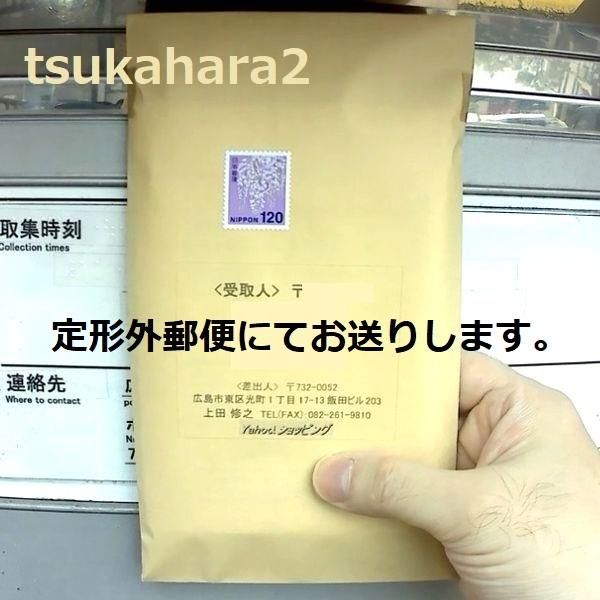 tsukahara2
日本郵便
NIPPON 120
取集時刻
Collection times
<受取人> 〒
定形外郵便にてお送りします。
連絡先
Where to contact
<差出人> 〒732-0052
広島市東区光町1丁目17-13 飯田ビル203
上田 修之 TEL(FAX):082-261-9810
Yahoo!ショッピング